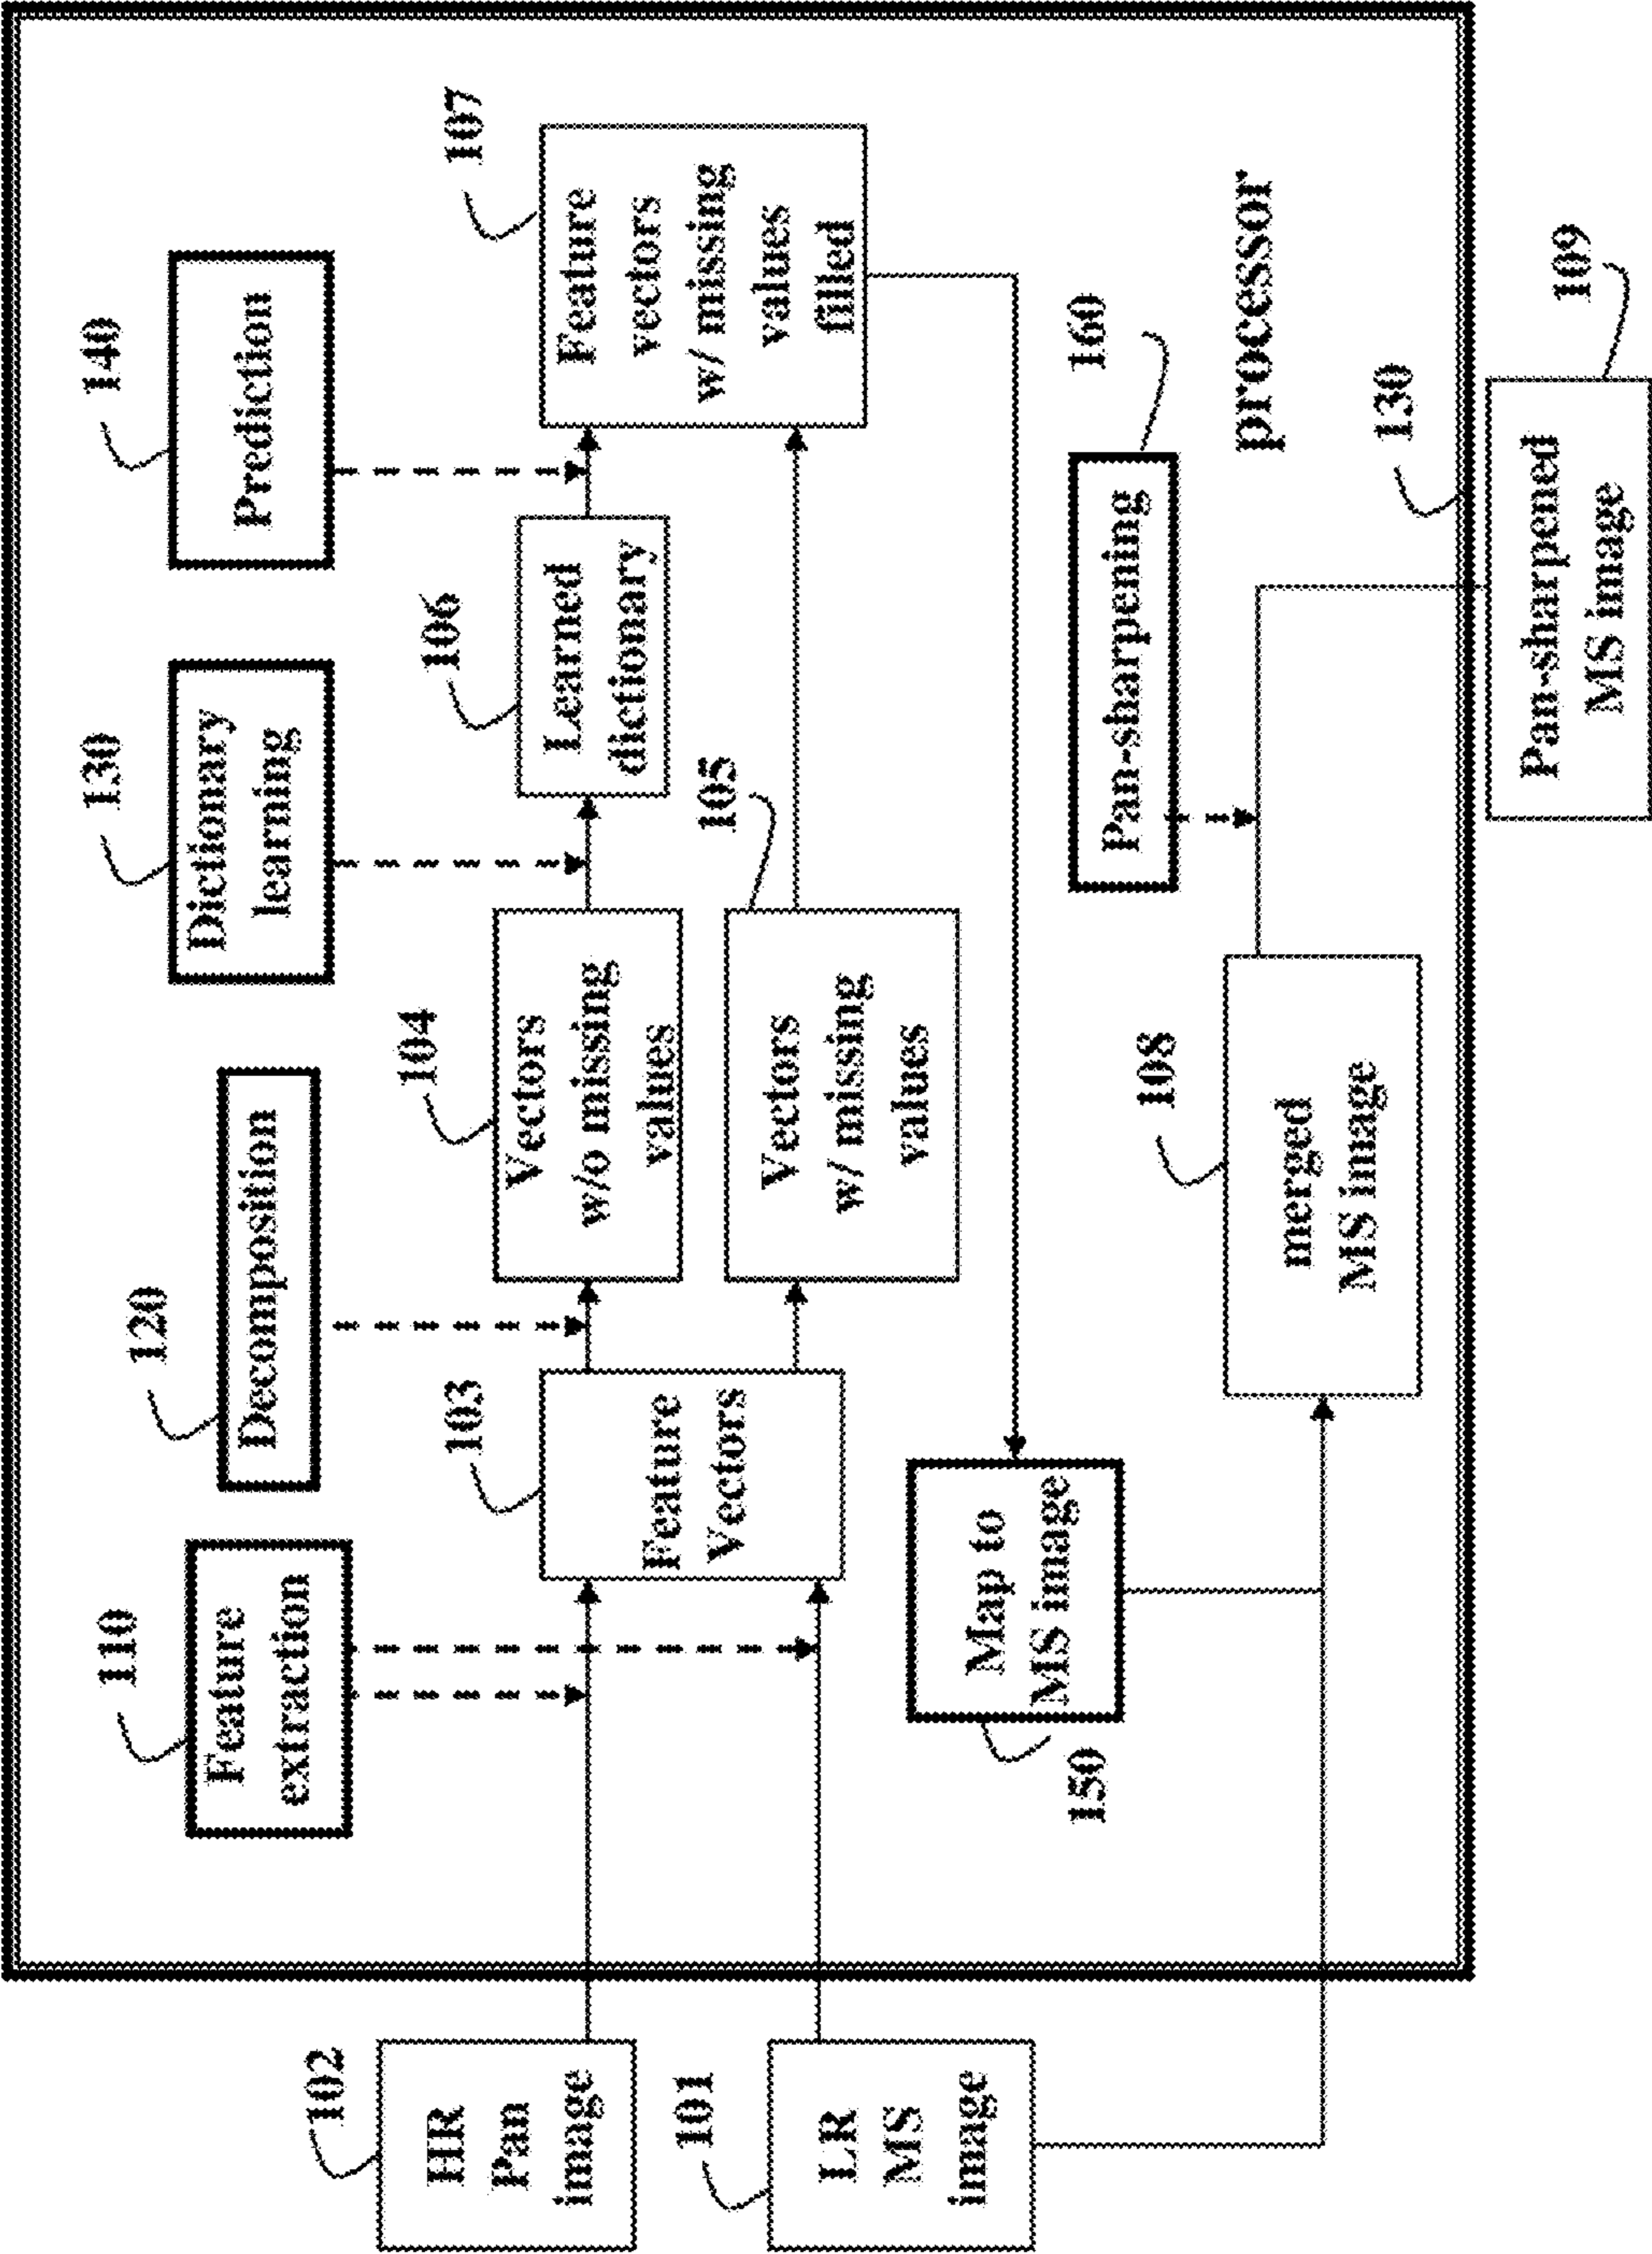 110
Feature
extraction
120
Decomposition
130
Dictionary
learning
140
Prediction
102
HR
Pan
image
103
Feature
Vectors
104
Vectors
w/o missing
values
106
Learned
dictionary
107
Feature
vectors
w/ missing
values
filled
101
LR
MS
image
105
Vectors
w/ missing
values
150
Map to
MS image
108
merged
MS image
160
Pan-sharpening
processor
130
109
Pan-sharpened
MS image